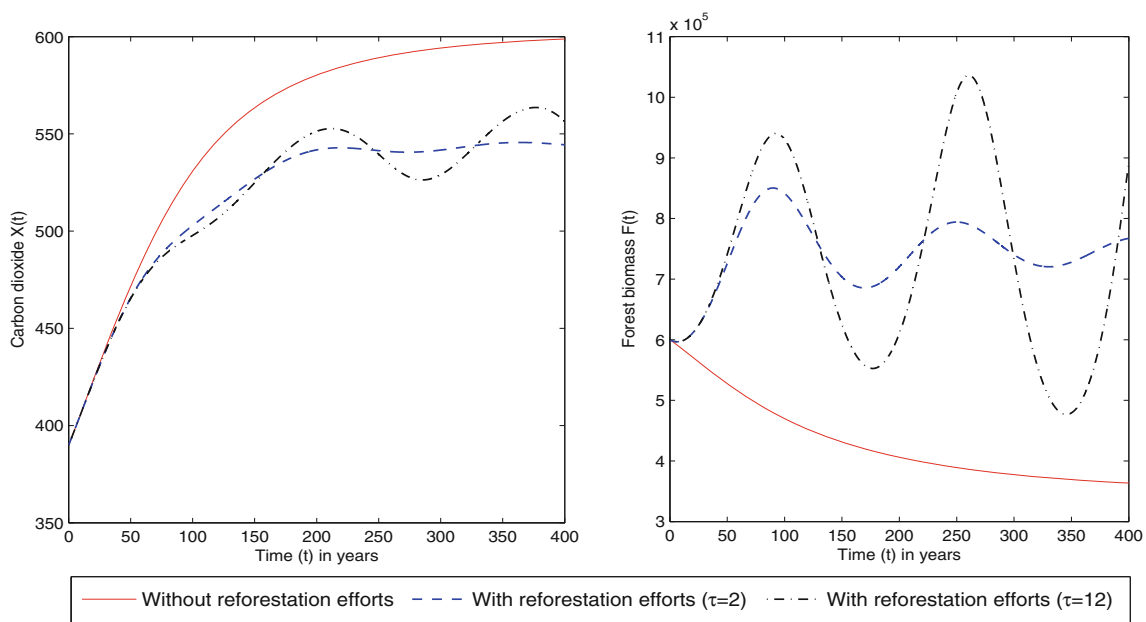 600
550
500
450
400
350
Carbon dioxide X(t)
0 50 100 150 200 250 300 350 400
Time (t) in years
x 10⁵
11
10
9
8
7
6
5
4
3
Forest biomass F(t)
0 50 100 150 200 250 300 350 400
Time (t) in years
Without reforestation efforts With reforestation efforts (τ=2) With reforestation efforts (τ=12)